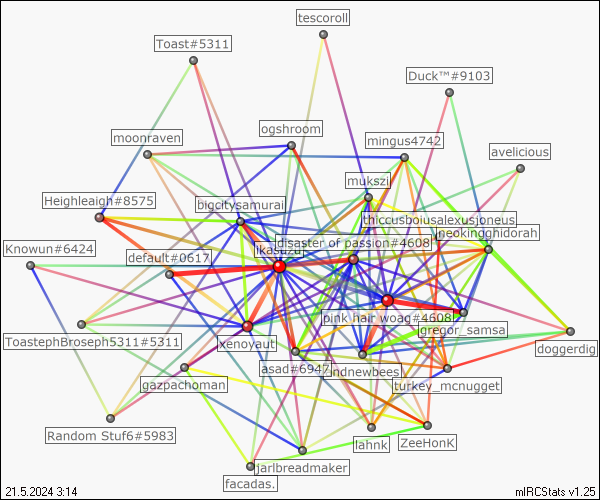 tescoroll
Toast#5311
Duck™#9103
ogshroom
moonraven
mingus4742
avelicious
mukszi
Heighleaigh#8575
bigcitysamurai
thiccusboiusalexusjoneus
neokingghidorah
disaster of passion#4608
ikasuzu
Knowun#6424
default#0617
pink hair woag#4608
gregor_samsa
ToastephBroseph5311#5311
xenoyaut
doggerdig
asad#6947
indnewbees
gazpachoman
turkey_mcnugget
Random Stuf6#5983
lahnk
ZeeHonK
jarlbreadmaker
facadas.
21.5.2024 3:14
mIRCStats v1.25